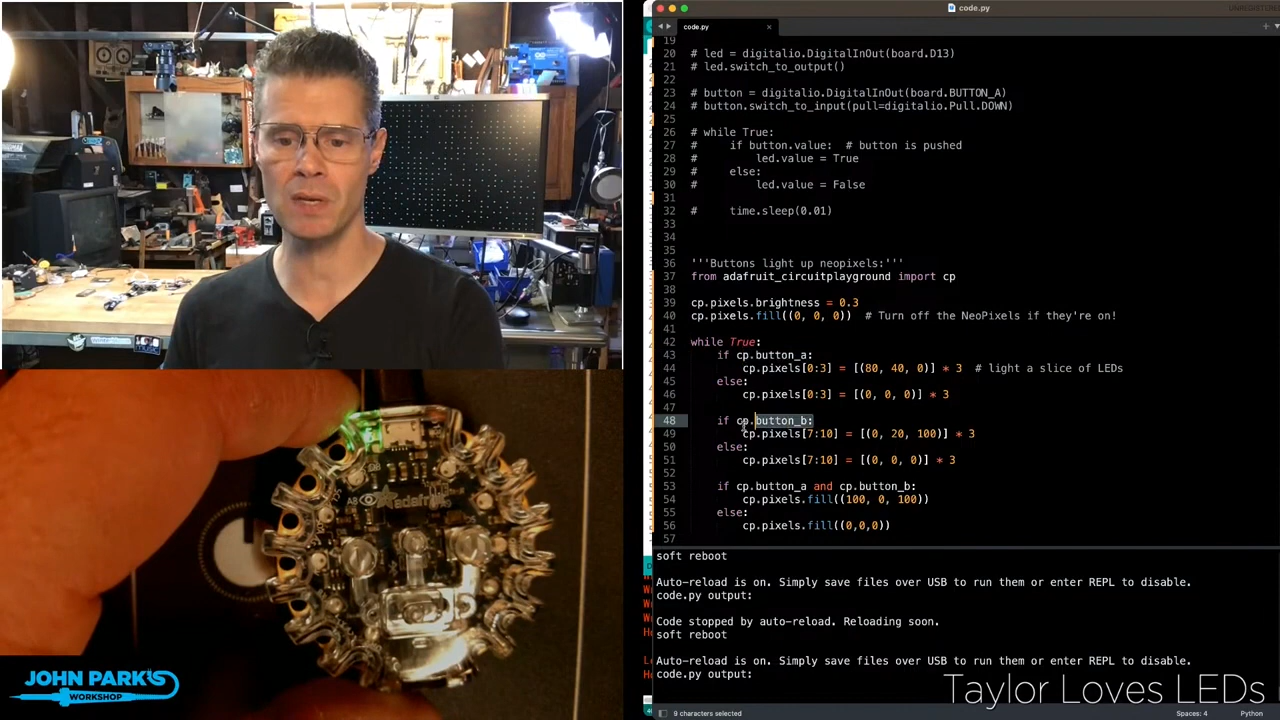 code.py
code.py
19
20 # led = digitalio.DigitalInOut(board.D13)
21 # led.switch_to_output()
22
23 # button = digitalio.DigitalInOut(board.BUTTON_A)
24 # button.switch_to_input(pull=digitalio.Pull.DOWN)
25
26 # while True:
27 #     if button.value:  # button is pushed
28 #         led.value = True
29 #     else:
30 #         led.value = False
31
32 #     time.sleep(0.01)
33
34
35
36 '''Buttons light up neopixels:'''
37 from adafruit_circuitplayground import cp
38
39 cp.pixels.brightness = 0.3
40 cp.pixels.fill((0, 0, 0))  # Turn off the NeoPixels if they're on!
41
42 while True:
43     if cp.button_a:
44         cp.pixels[0:3] = [(80, 40, 0)] * 3  # light a slice of LEDs
45     else:
46         cp.pixels[0:3] = [(0, 0, 0)] * 3
47
48     if cp.button_b:
49         cp.pixels[7:10] = [(0, 20, 100)] * 3
50     else:
51         cp.pixels[7:10] = [(0, 0, 0)] * 3
52
53     if cp.button_a and cp.button_b:
54         cp.pixels.fill((100, 0, 100))
55     else:
56         cp.pixels.fill((0,0,0))
57
soft reboot
Auto-reload is on. Simply save files over USB to run them or enter REPL to disable.
code.py output:
Code stopped by auto-reload. Reloading soon.
soft reboot
Auto-reload is on. Simply save files over USB to run them or enter REPL to disable.
code.py output:
9 characters selected
Spaces: 4
Python
Taylor Loves LEDs
JOHN PARK'S
WORKSHOP
Adafruit